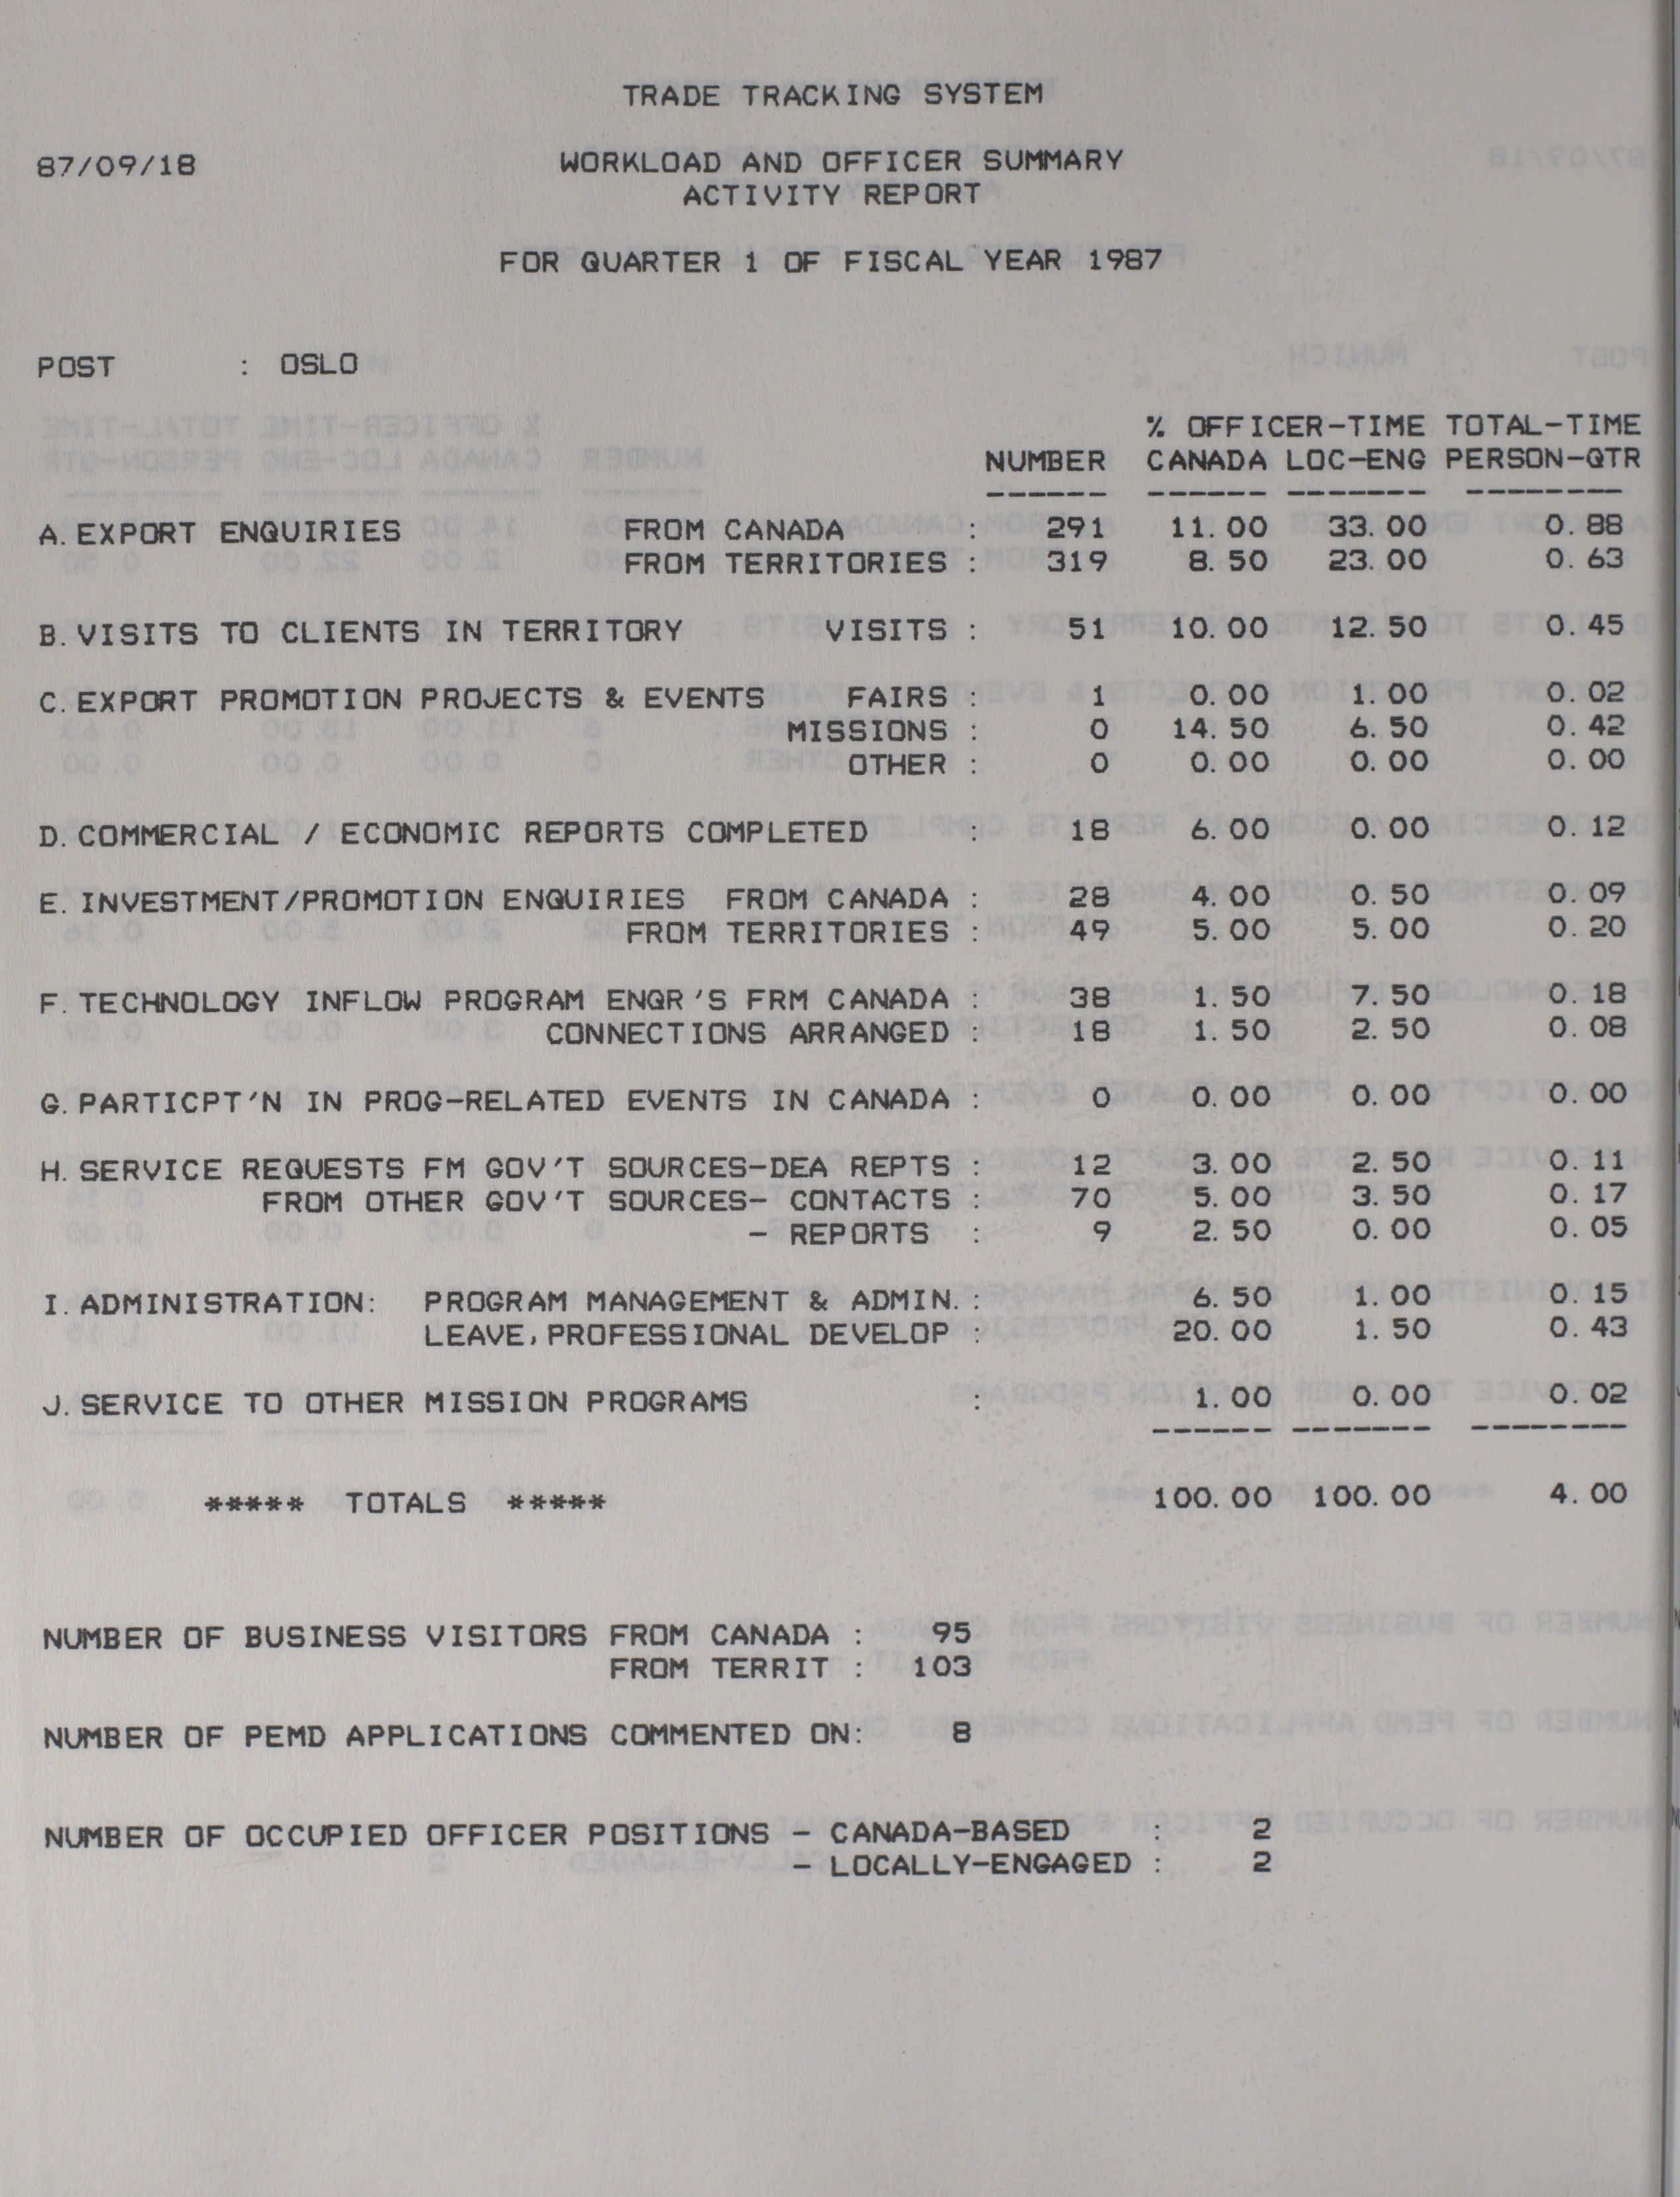 TRADE TRACKING SYSTEM
87/09/18 WORKLOAD AND OFFICER SUMMARY
ACTIVITY REPORT
FOR QUARTER 1 OF FISCAL YEAR 1987
POST : OSLO
% OFFICER-TIME TOTAL-TIME
NUMBER CANADA LOC-ENG PERSON-QTR
------ ------ ------- --------
A. EXPORT ENQUIRIES FROM CANADA : 291 11.00 33.00 0.88
FROM TERRITORIES : 319 8.50 23.00 0.63
B. VISITS TO CLIENTS IN TERRITORY VISITS : 51 10.00 12.50 0.45
C. EXPORT PROMOTION PROJECTS & EVENTS FAIRS : 1 0.00 1.00 0.02
MISSIONS : 0 14.50 6.50 0.42
OTHER : 0 0.00 0.00 0.00
D. COMMERCIAL / ECONOMIC REPORTS COMPLETED : 18 6.00 0.00 0.12
E. INVESTMENT/PROMOTION ENQUIRIES FROM CANADA : 28 4.00 0.50 0.09
FROM TERRITORIES : 49 5.00 5.00 0.20
F. TECHNOLOGY INFLOW PROGRAM ENQR'S FRM CANADA : 38 1.50 7.50 0.18
CONNECTIONS ARRANGED : 18 1.50 2.50 0.08
G. PARTICPT'N IN PROG-RELATED EVENTS IN CANADA : 0 0.00 0.00 0.00
H. SERVICE REQUESTS FM GOV'T SOURCES-DEA REPTS : 12 3.00 2.50 0.11
FROM OTHER GOV'T SOURCES- CONTACTS : 70 5.00 3.50 0.17
- REPORTS : 9 2.50 0.00 0.05
I. ADMINISTRATION: PROGRAM MANAGEMENT & ADMIN. : 6.50 1.00 0.15
LEAVE, PROFESSIONAL DEVELOP : 20.00 1.50 0.43
J. SERVICE TO OTHER MISSION PROGRAMS : 1.00 0.00 0.02
------ ------- --------
***** TOTALS ***** 100.00 100.00 4.00
NUMBER OF BUSINESS VISITORS FROM CANADA : 95
FROM TERRIT : 103
NUMBER OF PEMD APPLICATIONS COMMENTED ON: 8
NUMBER OF OCCUPIED OFFICER POSITIONS - CANADA-BASED : 2
- LOCALLY-ENGAGED : 2